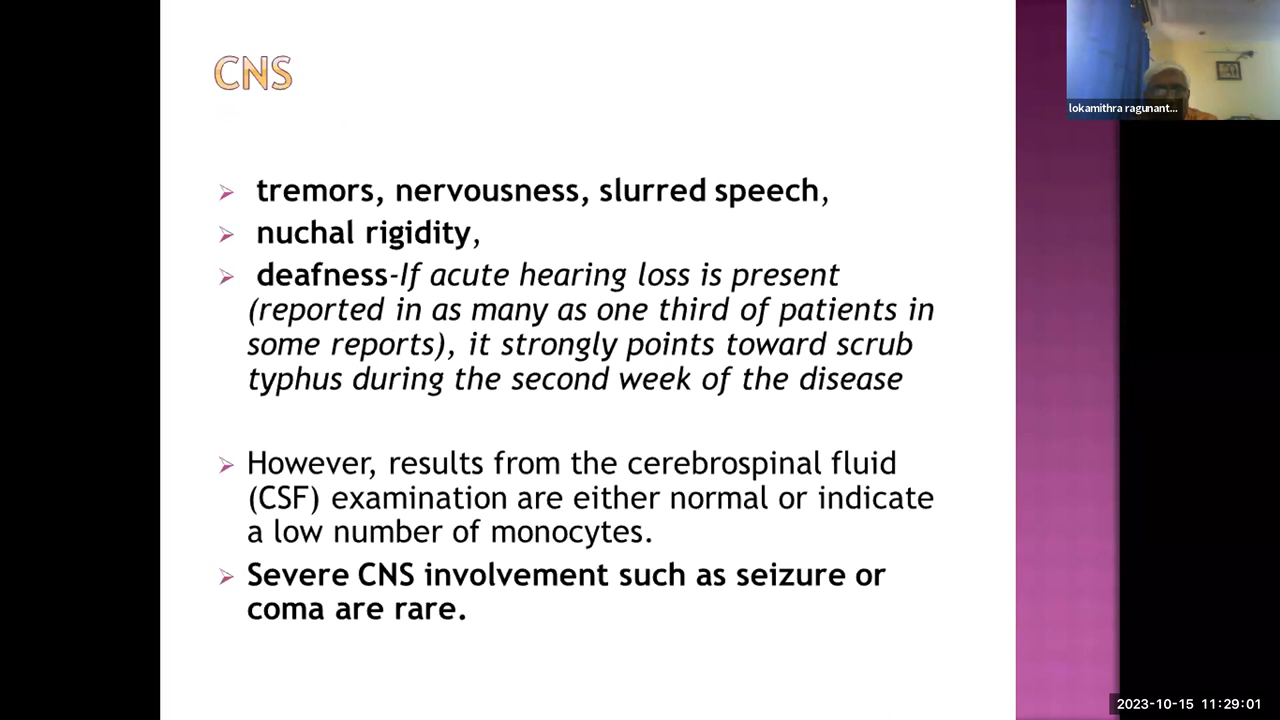 CNS
lokamithra ragunant...
tremors, nervousness, slurred speech,
nuchal rigidity,
deafness-If acute hearing loss is present
(reported in as many as one third of patients in
some reports), it strongly points toward scrub
typhus during the second week of the disease
However, results from the cerebrospinal fluid
(CSF) examination are either normal or indicate
a low number of monocytes.
Severe CNS involvement such as seizure or
coma are rare.
2023-10-15 11:29:01